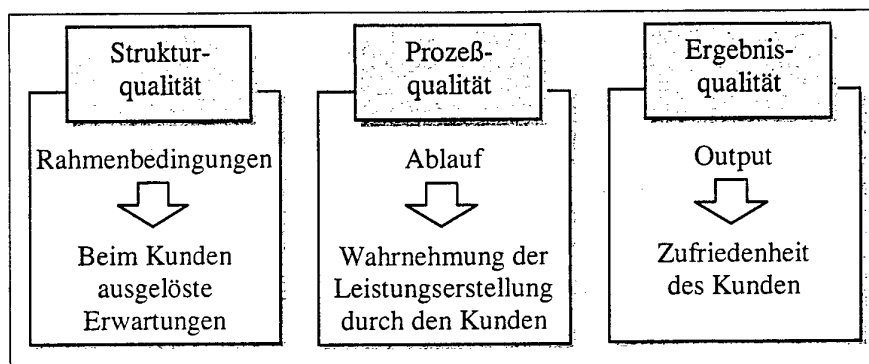 Struktur-
qualität
Rahmenbedingungen
Beim Kunden
ausgelöste
Erwartungen
Prozeß-
qualität
Ablauf
Wahrnehmung der
Leistungserstellung
durch den Kunden
Ergebnis-
qualität
Output
Zufriedenheit
des Kunden